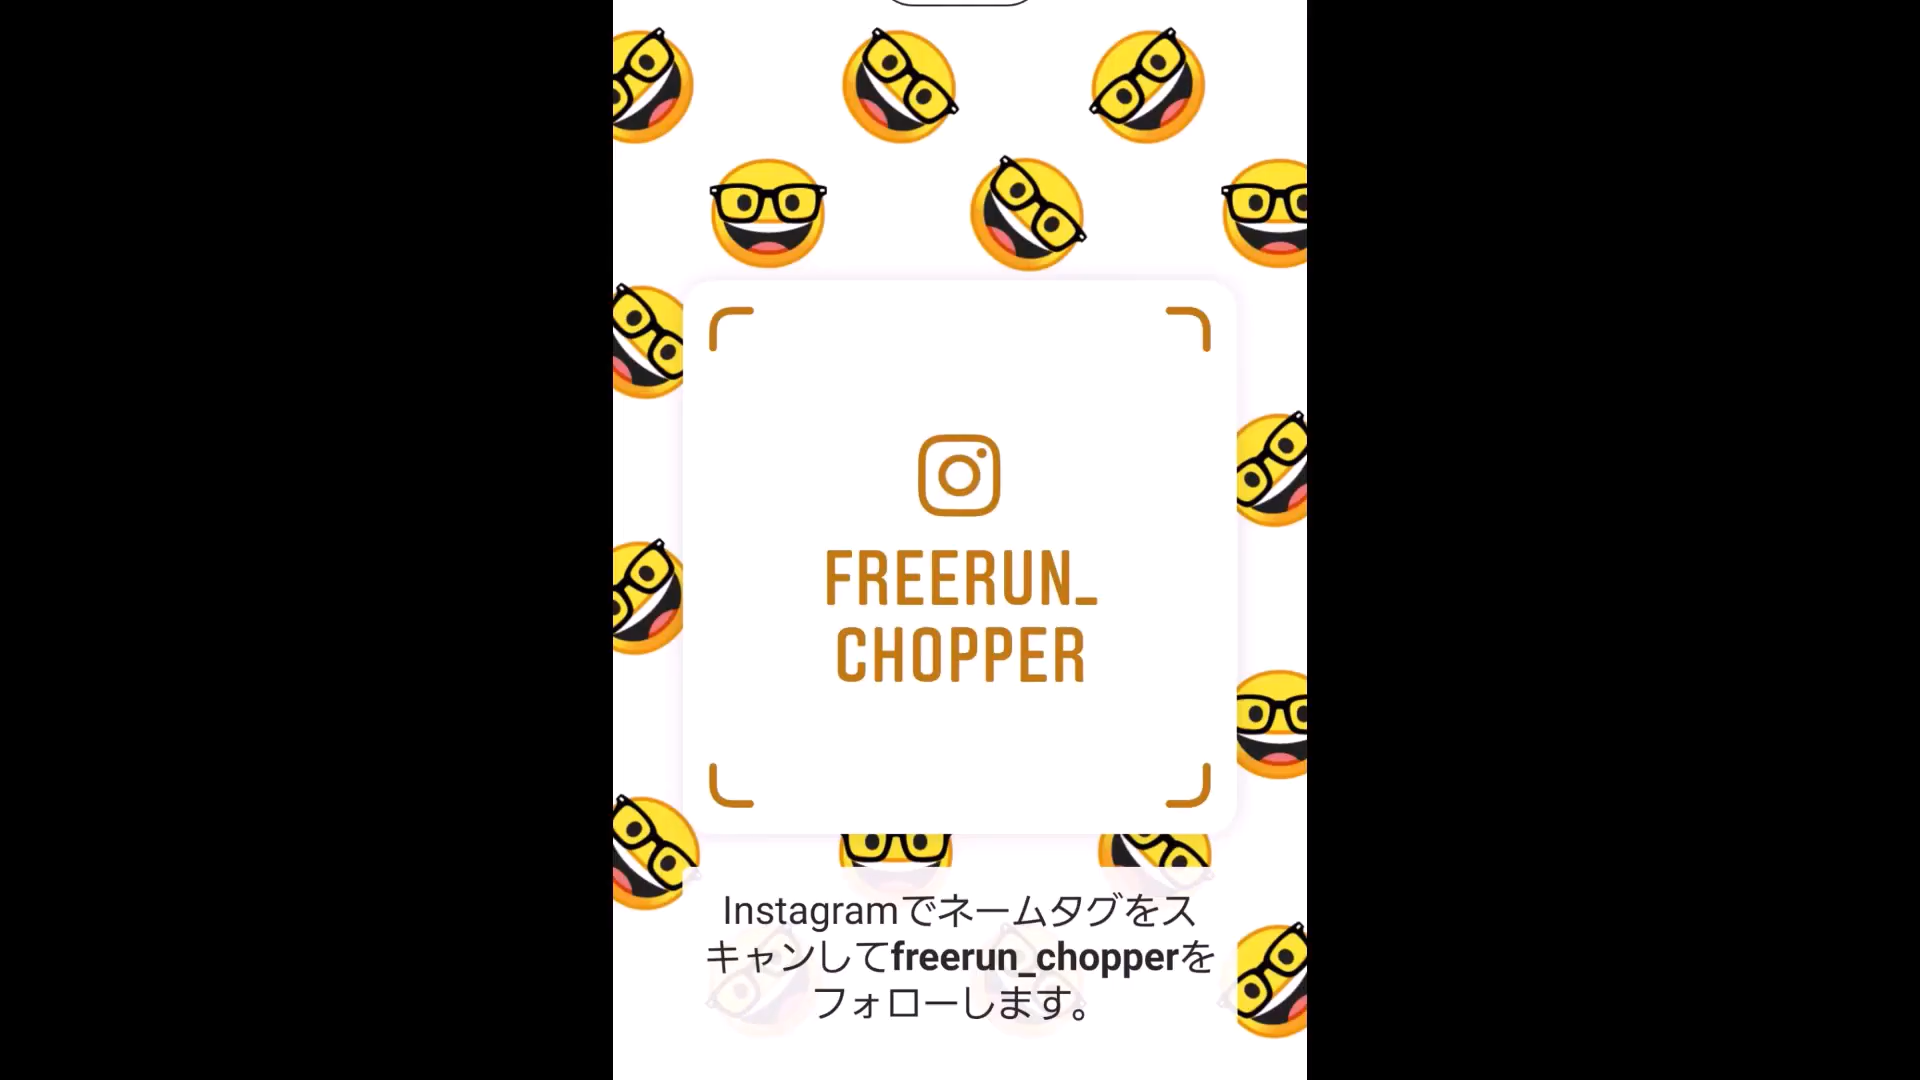 FREERUN_
CHOPPER
Instagramでネームタグをス
キャンしてfreerun_chopperを
フォローします。